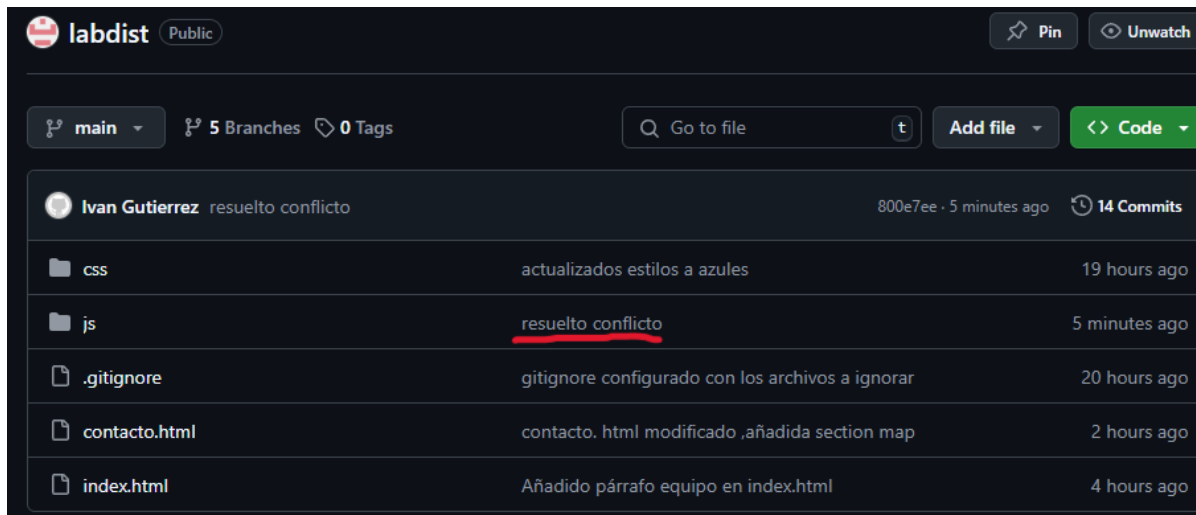 labdist Public Pin Unwatch
main 5 Branches 0 Tags Go to file t Add file Code
Ivan Gutierrez resuelto conflicto 800e7ee · 5 minutes ago 14 Commits
css actualizados estilos a azules 19 hours ago
js resuelto conflicto 5 minutes ago
.gitignore gitignore configurado con los archivos a ignorar 20 hours ago
contacto.html contacto. html modificado ,añadida section map 2 hours ago
index.html Añadido párrafo equipo en index.html 4 hours ago